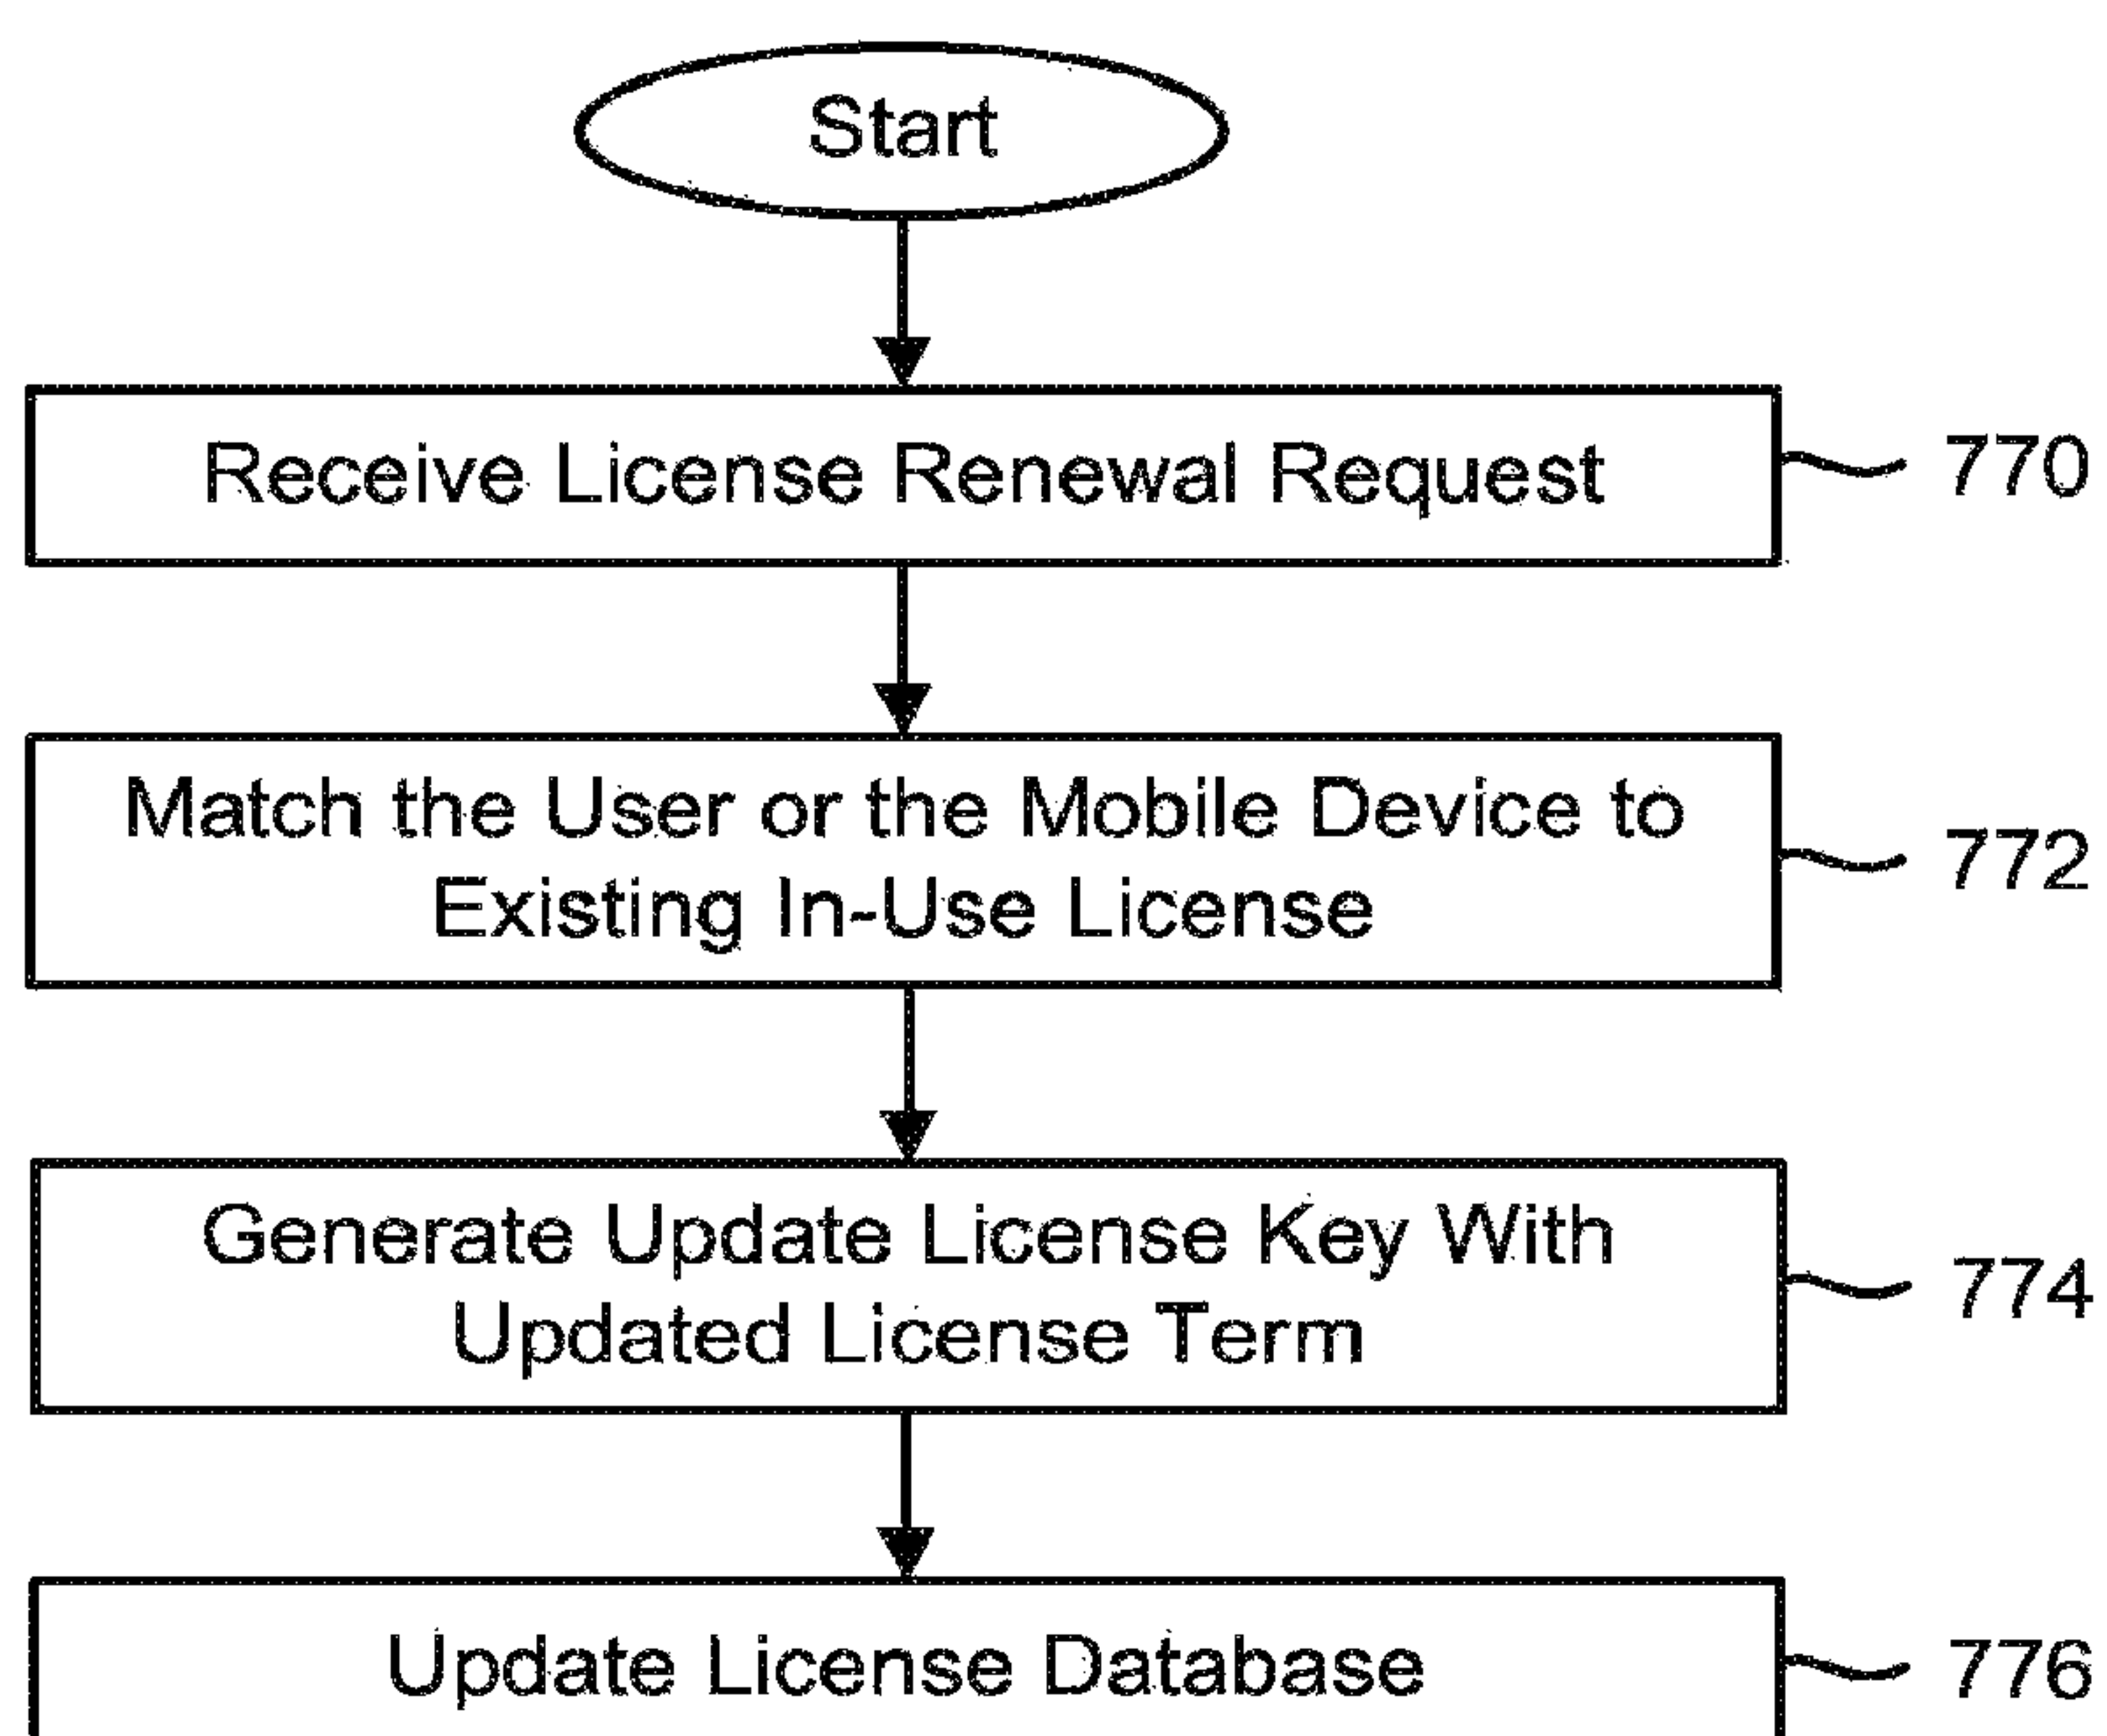 Start
Receive License Renewal Request
770
Match the User or the Mobile Device to
Existing In-Use License
772
Generate Update License Key With
Updated License Term
774
Update License Database
776